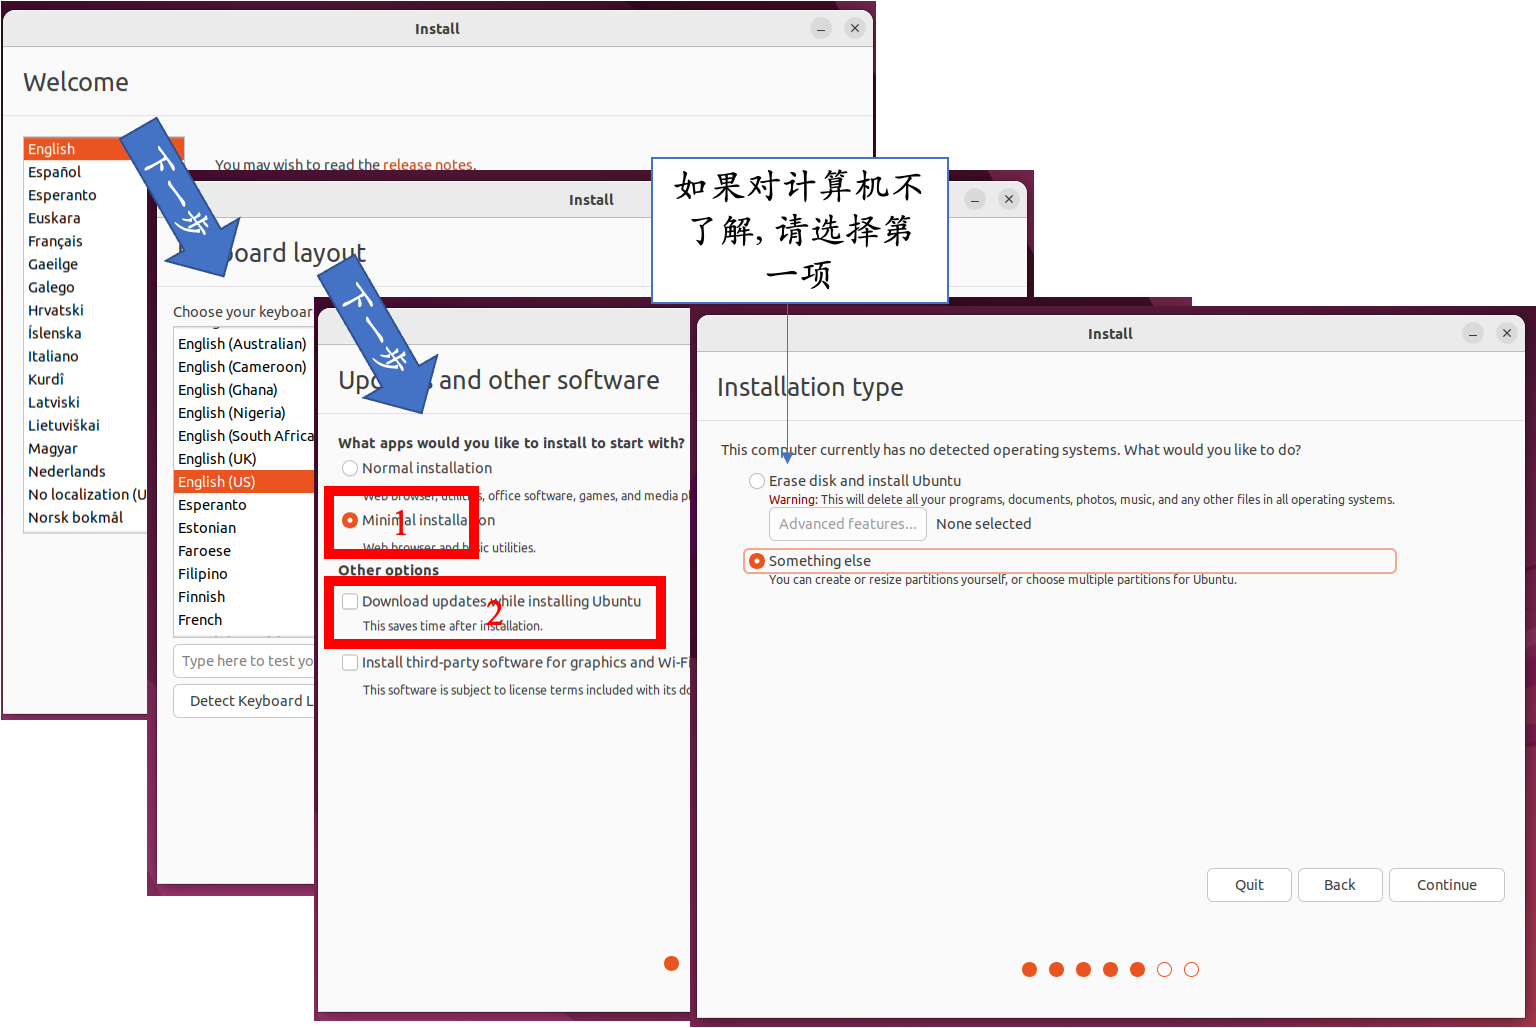 Install
Welcome
English
Español
Esperanto
Euskara
Français
Gaeilge
Galego
Hrvatski
Íslenska
Italiano
Kurdî
Latviski
Lietuviškai
Magyar
Nederlands
No localization (U
Norsk bokmål
You may wish to read the release notes.
下一步
Install
board layout
Choose your keyboar
English (Australian)
English (Cameroon)
English (Ghana)
English (Nigeria)
English (South Africa
English (UK)
English (US)
Esperanto
Estonian
Faroese
Filipino
Finnish
French
Type here to test yo
Detect Keyboard L
下一步
and other software
What apps would you like to install to start with?
Normal installation
Web browser, utilities, office software, games, and media pl
Minimal installation
1
Web browser and basic utilities.
Other options
Download updates while installing Ubuntu
2
This saves time after installation.
Install third-party software for graphics and Wi-Fi
This software is subject to license terms included with its do
如果对计算机不
了解, 请选择第
一项
Install
Installation type
This computer currently has no detected operating systems. What would you like to do?
Erase disk and install Ubuntu
Warning: This will delete all your programs, documents, photos, music, and any other files in all operating systems.
Advanced features... None selected
Something else
You can create or resize partitions yourself, or choose multiple partitions for Ubuntu.
Quit Back Continue